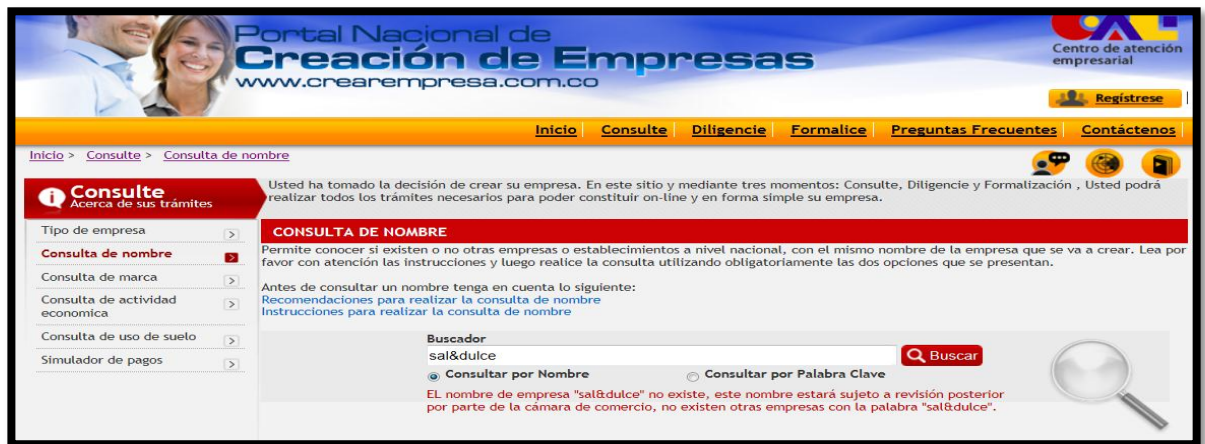 Portal Nacional de
Creación de Empresas
www.crearempresa.com.co
Centro de atención
empresarial
Regístrese
Inicio Consulte Diligencie Formalice Preguntas Frecuentes Contáctenos
Inicio > Consulte > Consulta de nombre
Consulte
Acerca de sus trámites
Usted ha tomado la decisión de crear su empresa. En este sitio y mediante tres momentos: Consulte, Diligencie y Formalización , Usted podrá
realizar todos los trámites necesarios para poder constituir on-line y en forma simple su empresa.
Tipo de empresa
Consulta de nombre
Consulta de marca
Consulta de actividad
economica
Consulta de uso de suelo
Simulador de pagos
CONSULTA DE NOMBRE
Permite conocer si existen o no otras empresas o establecimientos a nivel nacional, con el mismo nombre de la empresa que se va a crear. Lea por
favor con atención las instrucciones y luego realice la consulta utilizando obligatoriamente las dos opciones que se presentan.
Antes de consultar un nombre tenga en cuenta lo siguiente:
Recomendaciones para realizar la consulta de nombre
Instrucciones para realizar la consulta de nombre
Buscador
sal&dulce
Buscar
Consultar por Nombre Consultar por Palabra Clave
EL nombre de empresa "sal&dulce" no existe, este nombre estará sujeto a revisión posterior
por parte de la cámara de comercio, no existen otras empresas con la palabra "sal&dulce".